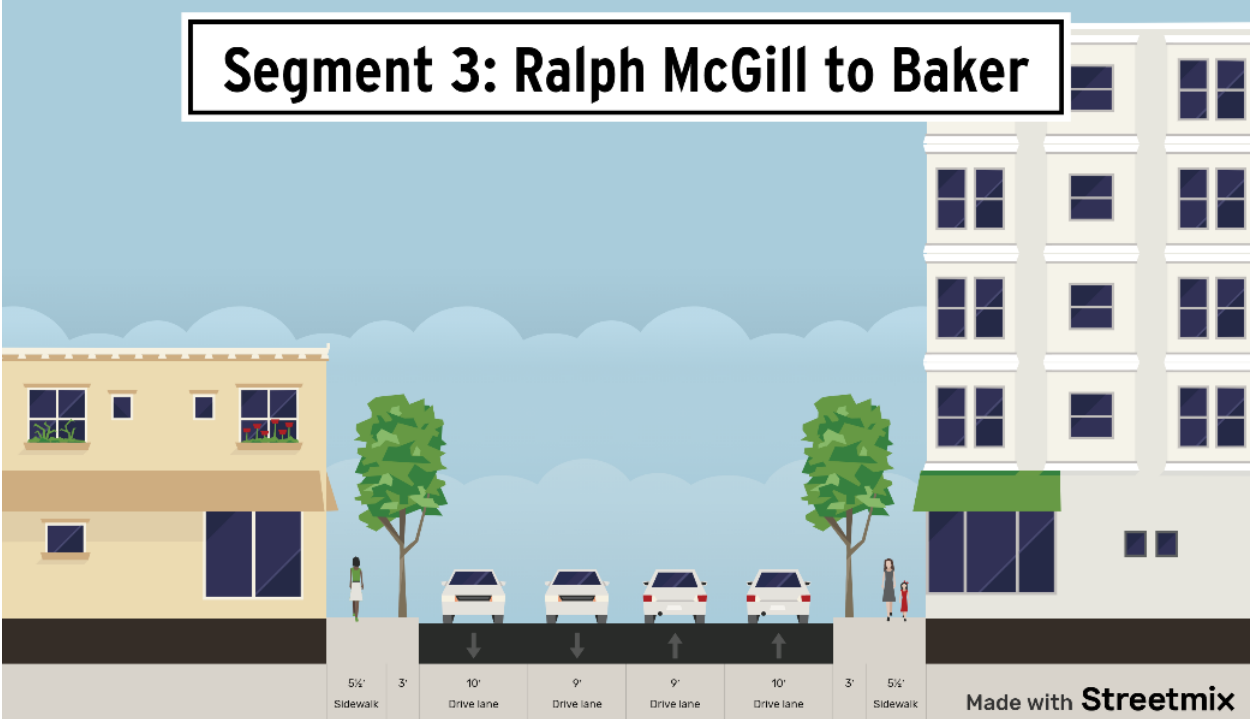 Segment 3: Ralph McGill to Baker
5½' 3' 10' 9' 9' 10' 3' 5½'
Sidewalk Drive lane Drive lane Drive lane Drive lane Sidewalk
Made with Streetmix